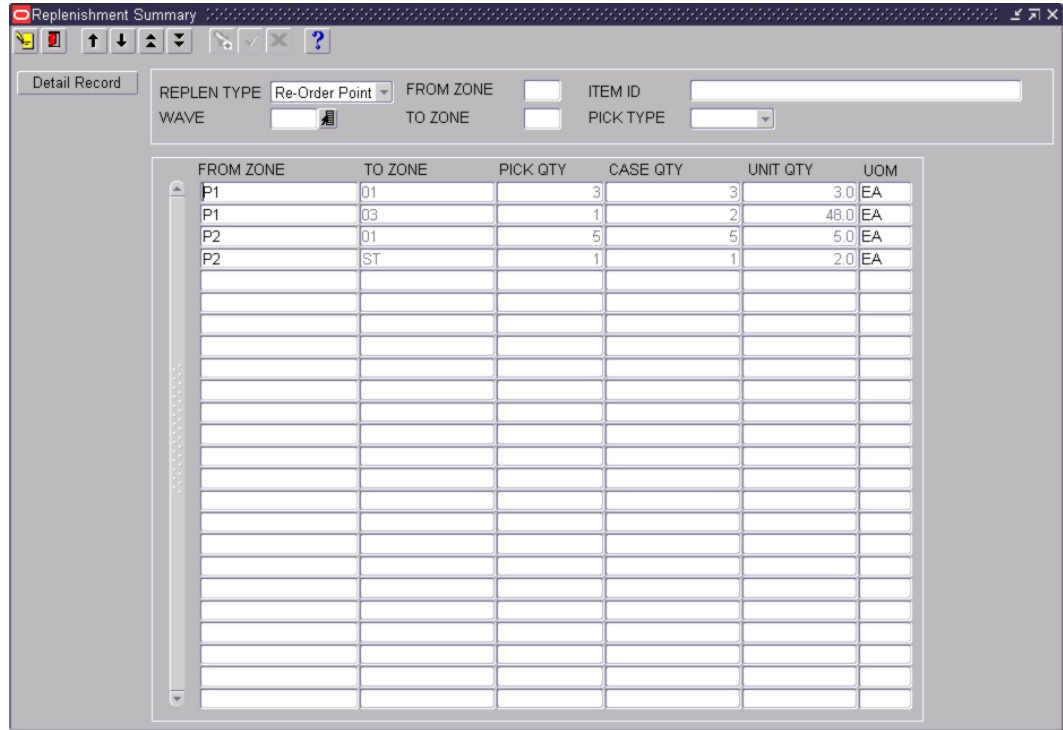 Replenishment Summary
?
Detail Record
REPLEN TYPE Re-Order Point FROM ZONE ITEM ID
WAVE TO ZONE PICK TYPE
FROM ZONE TO ZONE PICK QTY CASE QTY UNIT QTY UOM
P1 01 3 3 3.0 EA
P1 03 1 2 48.0 EA
P2 01 5 5 5.0 EA
P2 ST 1 1 2.0 EA